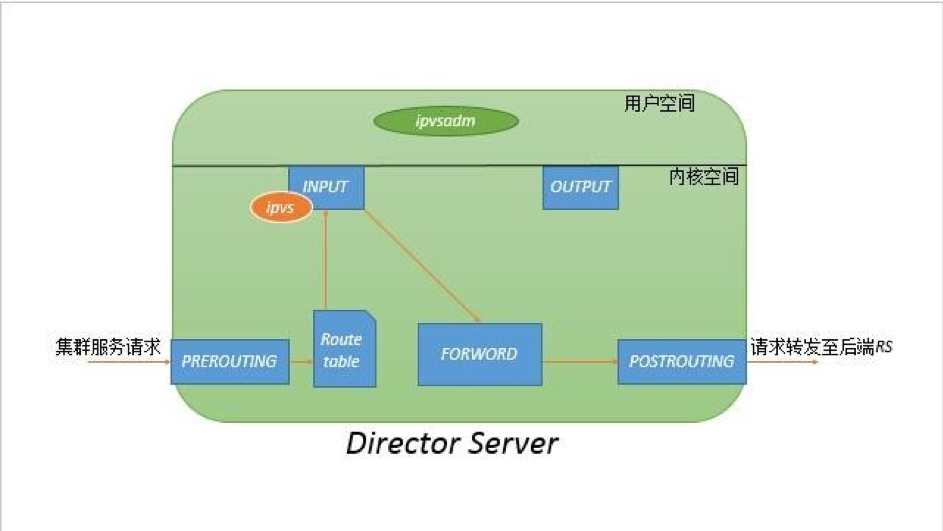 用户空间
ipvsadm
内核空间
INPUT
OUTPUT
ipvs
集群服务请求
PREROUTING
Route
table
FORWORD
POSTROUTING
请求转发至后端RS
Director Server